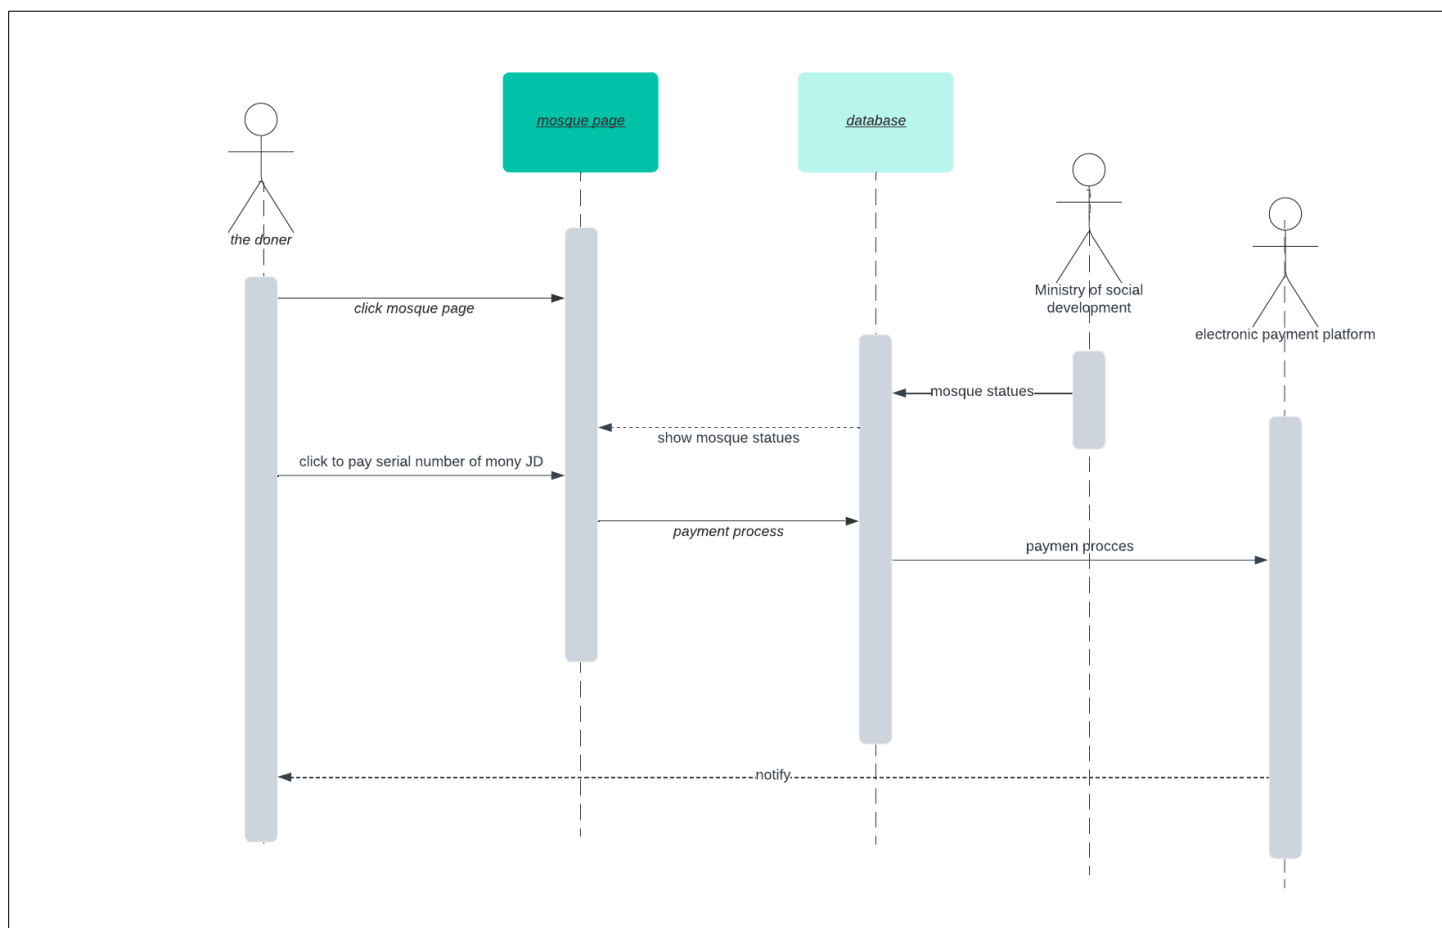 mosque page
database
the doner
Ministry of social
development
click mosque page
electronic payment platform
mosque statues
show mosque statues
click to pay serial number of mony JD
payment process
paymen procces
notify